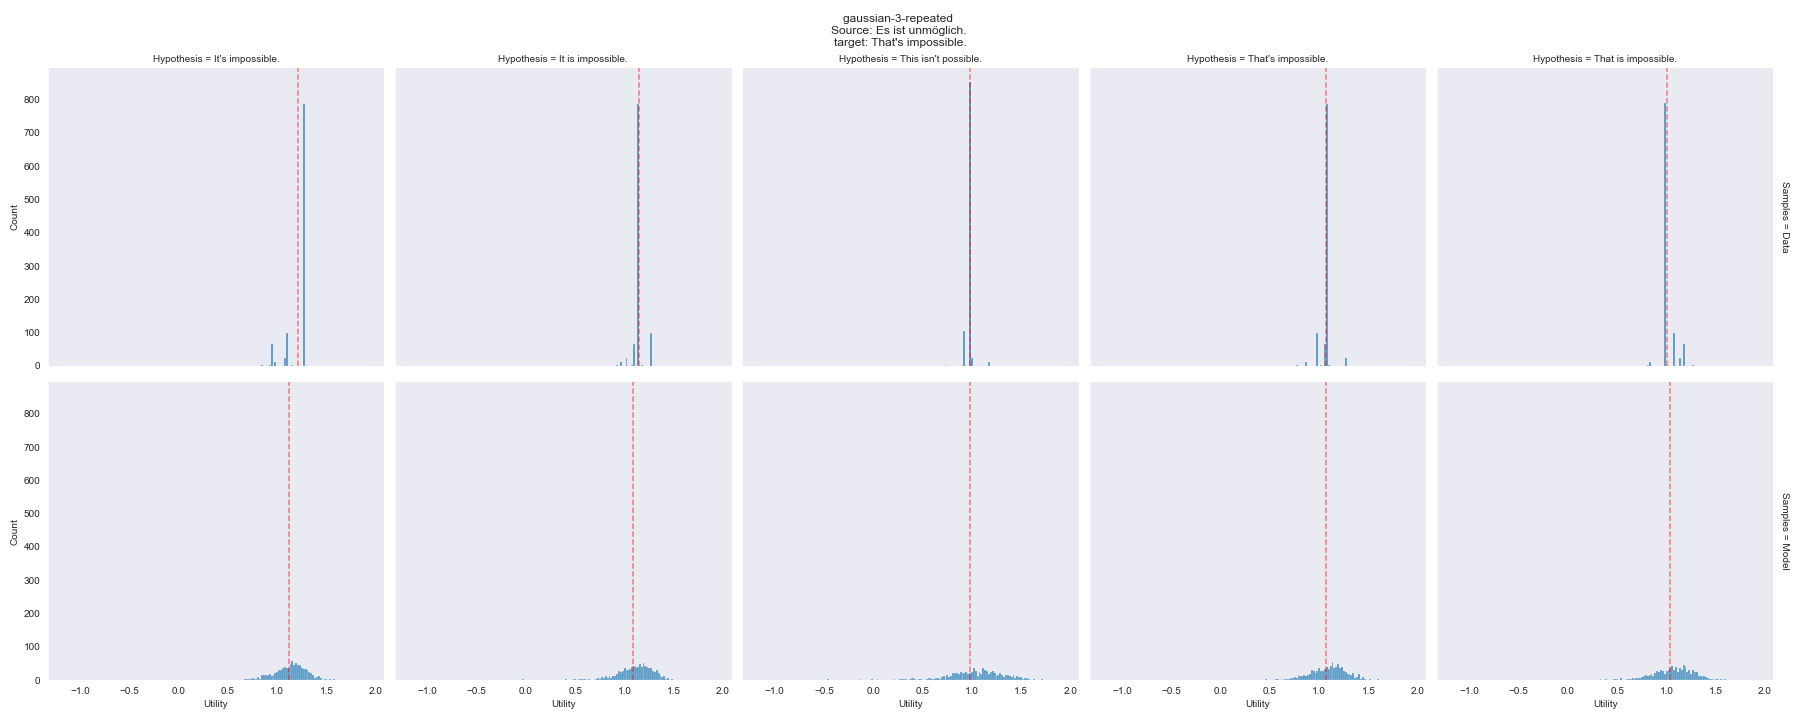 gaussian-3-repeated
Source: Es ist unmöglich.
target: That's impossible.
Hypothesis = It's impossible.
Hypothesis = It is impossible.
Hypothesis = This isn't possible.
Hypothesis = That's impossible.
Hypothesis = That is impossible.
800
700
600
500
400
300
200
100
0
Count
Samples = Data
800
700
600
500
400
300
200
100
0
Count
Samples = Model
−1.0 −0.5 0.0 0.5 1.0 1.5 2.0
−1.0 −0.5 0.0 0.5 1.0 1.5 2.0
−1.0 −0.5 0.0 0.5 1.0 1.5 2.0
−1.0 −0.5 0.0 0.5 1.0 1.5 2.0
−1.0 −0.5 0.0 0.5 1.0 1.5 2.0
Utility
Utility
Utility
Utility
Utility